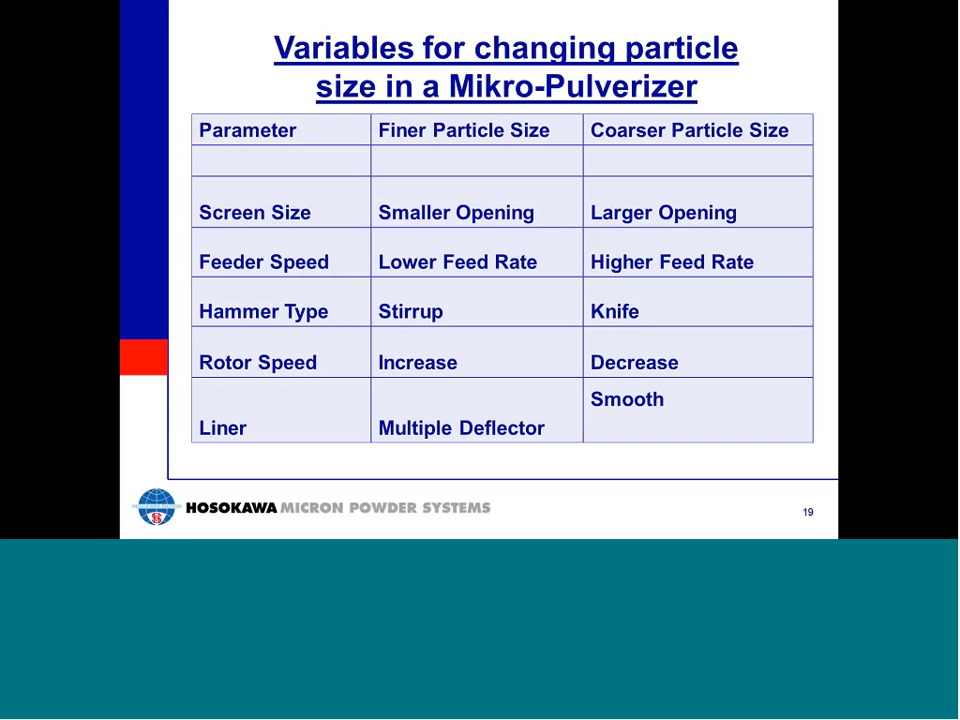 Variables for changing particle
size in a Mikro-Pulverizer
Parameter Finer Particle Size Coarser Particle Size
Screen Size Smaller Opening Larger Opening
Feeder Speed Lower Feed Rate Higher Feed Rate
Hammer Type Stirrup Knife
Rotor Speed Increase Decrease
Liner Multiple Deflector Smooth
HOSOKAWA MICRON POWDER SYSTEMS
19